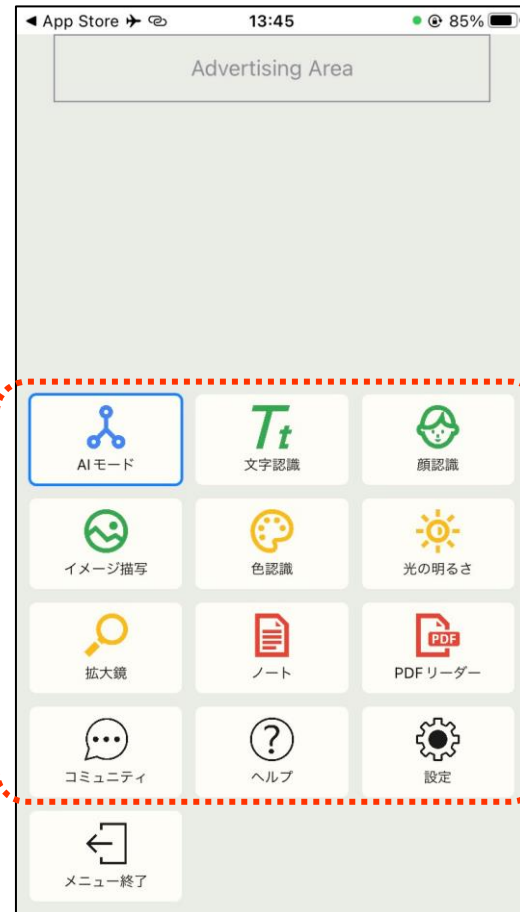 App Store
13:45
85%
Advertising Area
AIモード
文字認識
顔認識
イメージ描写
色認識
光の明るさ
拡大鏡
ノート
PDF
PDFリーダー
コミュニティ
ヘルプ
設定
メニュー終了